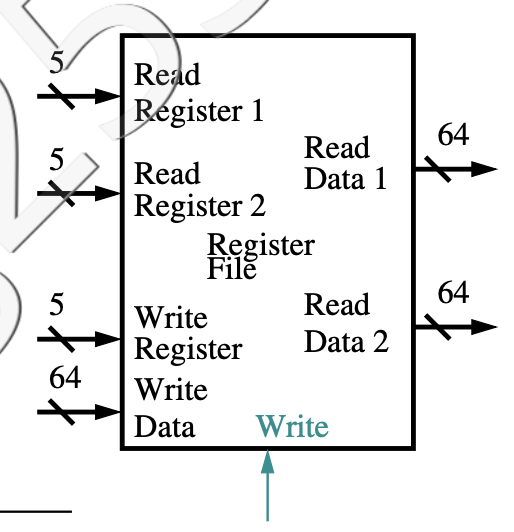 5
Read
Register 1
5
Read
Register 2
Register
File
5
Write
Register
64
Write
Data
Write
64
Read
Data 1
64
Read
Data 2